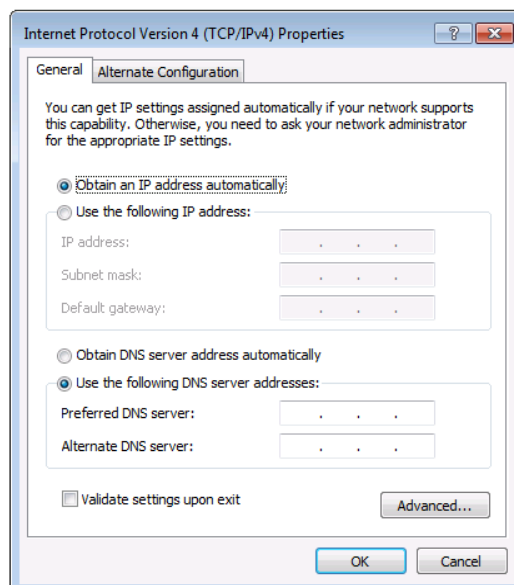 Internet Protocol Version 4 (TCP/IPv4) Properties
General
Alternate Configuration
You can get IP settings assigned automatically if your network supports
this capability. Otherwise, you need to ask your network administrator
for the appropriate IP settings.
Obtain an IP address automatically
Use the following IP address:
IP address:
. . .
Subnet mask:
. . .
Default gateway:
. . .
Obtain DNS server address automatically
Use the following DNS server addresses:
Preferred DNS server:
. . .
Alternate DNS server:
. . .
Validate settings upon exit
Advanced...
OK
Cancel